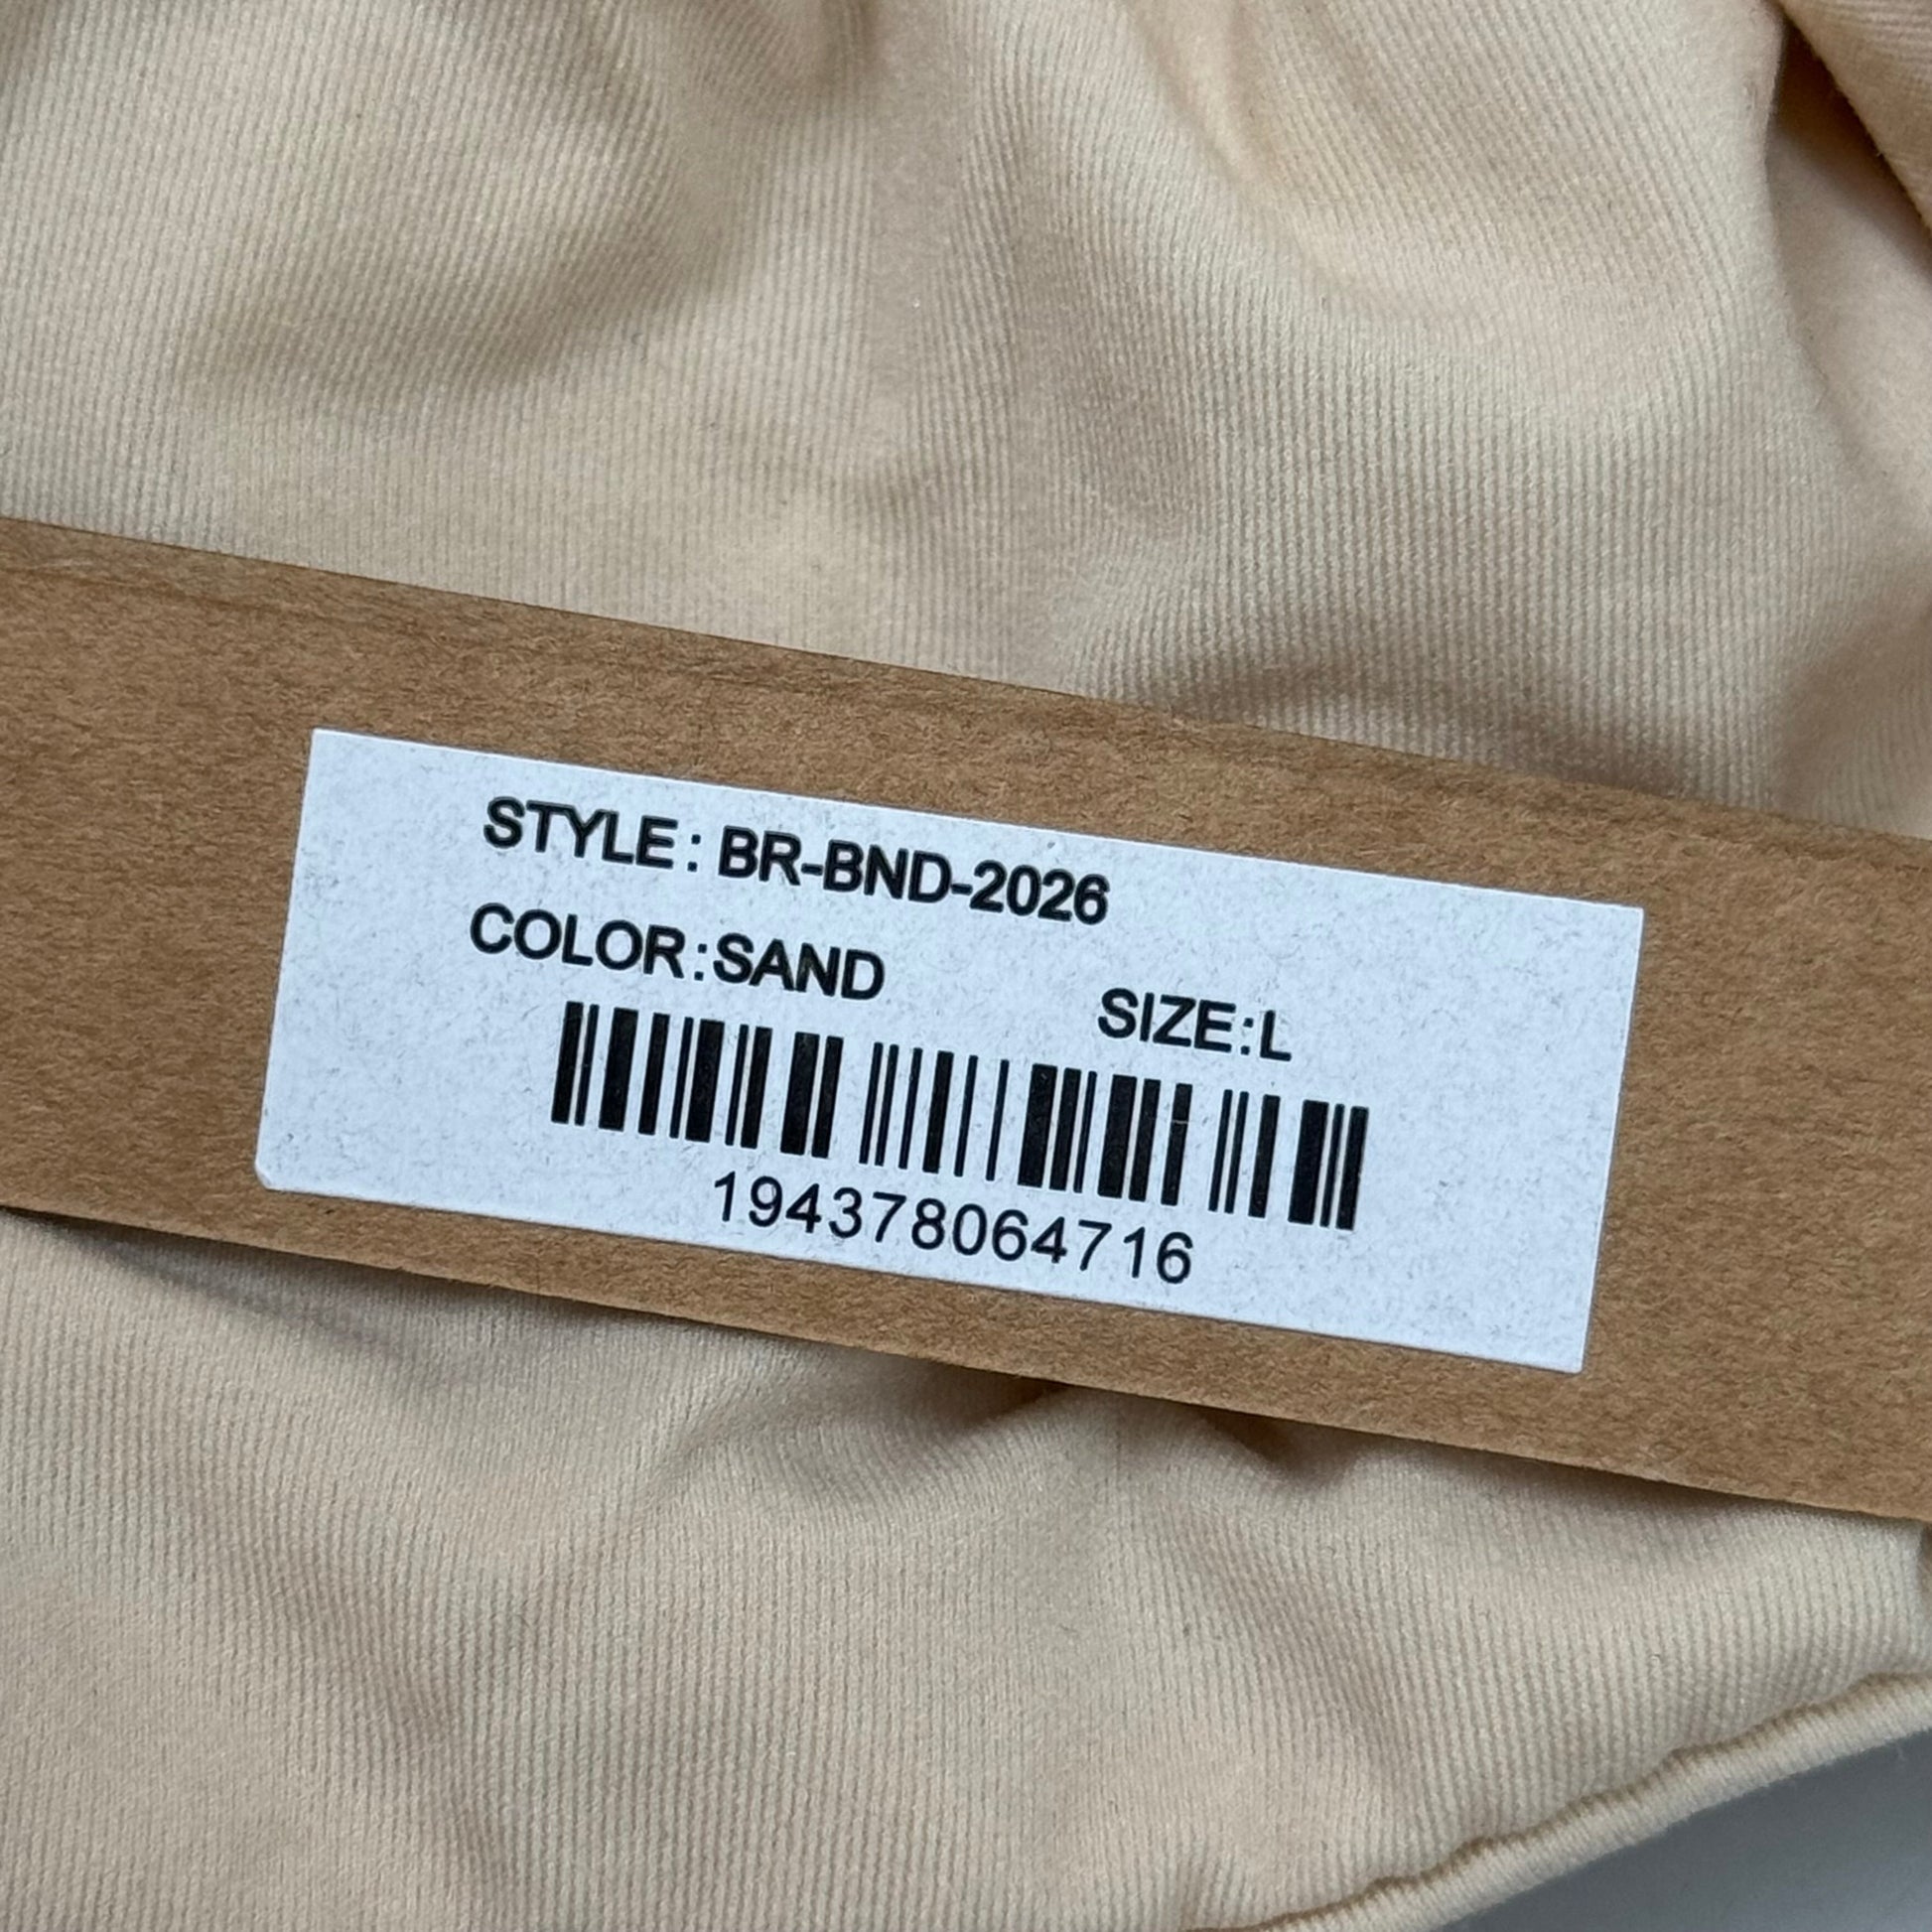 STYLE: BR-BND-2026
COLOR:SAND
SIZE:L
194378064716